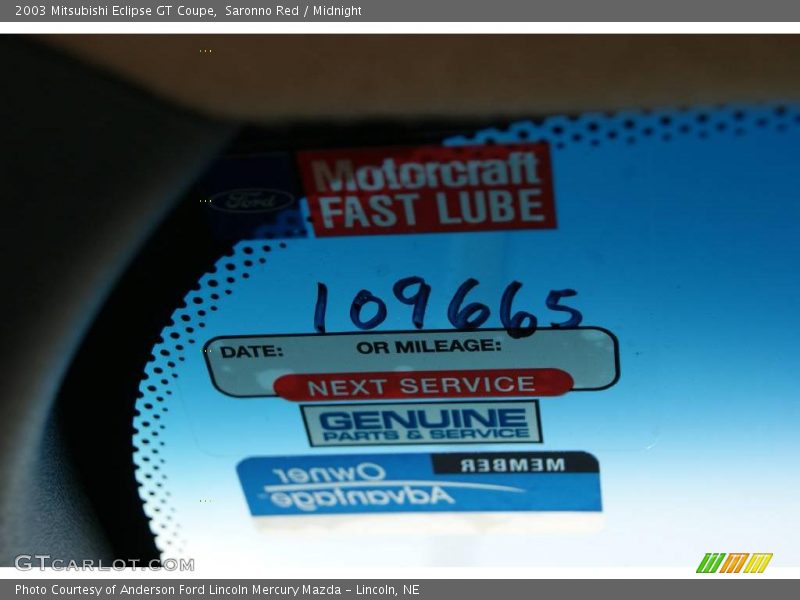 2003 Mitsubishi Eclipse GT Coupe, Saronno Red / Midnight
Ford
Motorcraft
FAST LUBE
109665
DATE: OR MILEAGE:
NEXT SERVICE
GENUINE
PARTS & SERVICE
MEMBER
Owner
Advantage
GTCARLOT.COM
Photo Courtesy of Anderson Ford Lincoln Mercury Mazda - Lincoln, NE